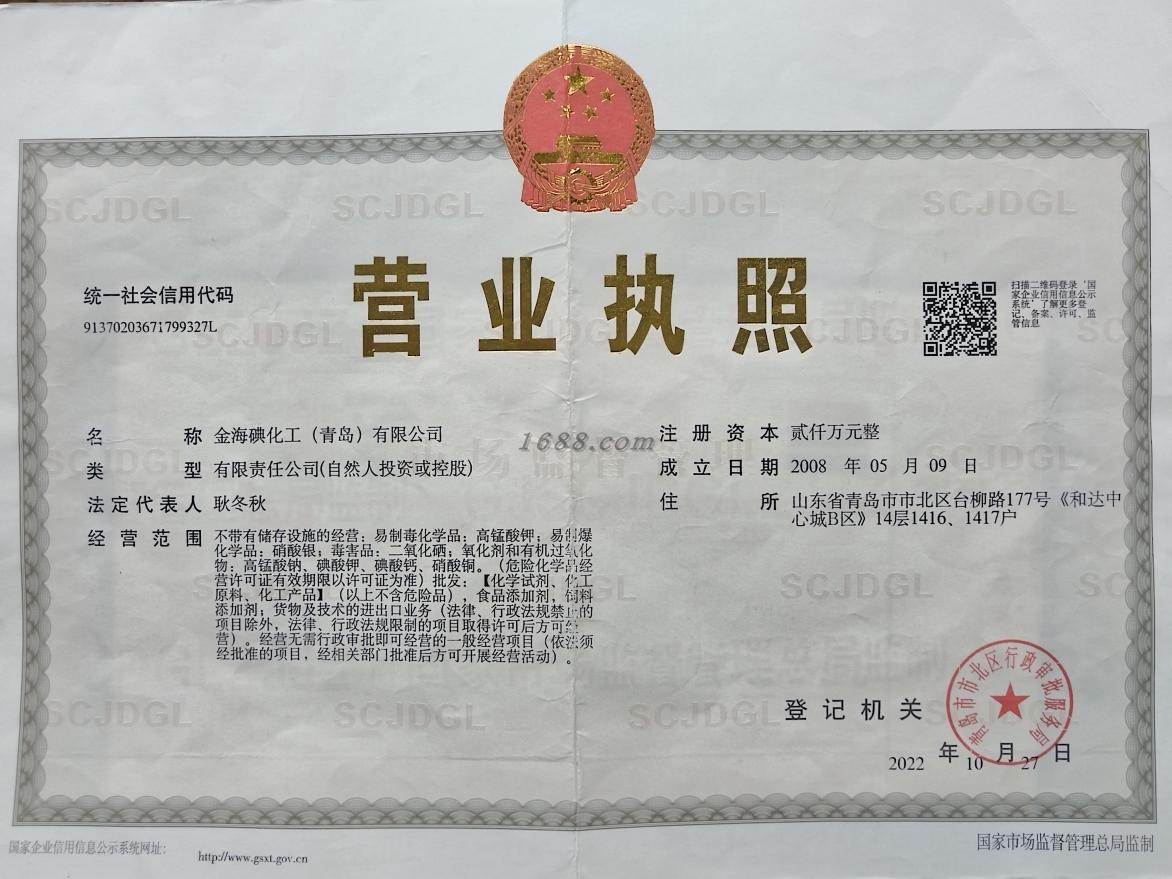 营业执照
统一社会信用代码
91370203671799327L
扫描二维码登录‘国
家企业信用信息公示
系统’了解更多登
记、备案、许可、监
管信息
名称 金海碘化工（青岛）有限公司
类型 有限责任公司(自然人投资或控股)
法定代表人 耿冬秋
经营范围 不带有储存设施的经营：易制毒化学品：高锰酸钾；易制爆
化学品：硝酸银；毒害品：二氧化硒；氧化剂和有机过氧化
物：高锰酸钠、碘酸钾、碘酸钙、硝酸铜。（危险化学品经
营许可证有效期限以许可证为准）批发：【化学试剂、化工
原料、化工产品】（以上不含危险品），食品添加剂，饲料
添加剂；货物及技术的进出口业务（法律、行政法规禁止的
项目除外，法律、行政法规限制的项目取得许可后方可经
营）。经营无需行政审批即可经营的一般经营项目（依法须
经批准的项目，经相关部门批准后方可开展经营活动）。
1688.com
注册资本 贰仟万元整
成立日期 2008 年 05 月 09 日
住所 山东省青岛市市北区台柳路177号《和达中
心城B区》14层1416、1417户
登记机关
青岛市市北区行政审批服务局
2022 年 10 月 27 日
国家企业信用信息公示系统网址：
http://www.gsxt.gov.cn
国家市场监督管理总局监制
SCJDGL